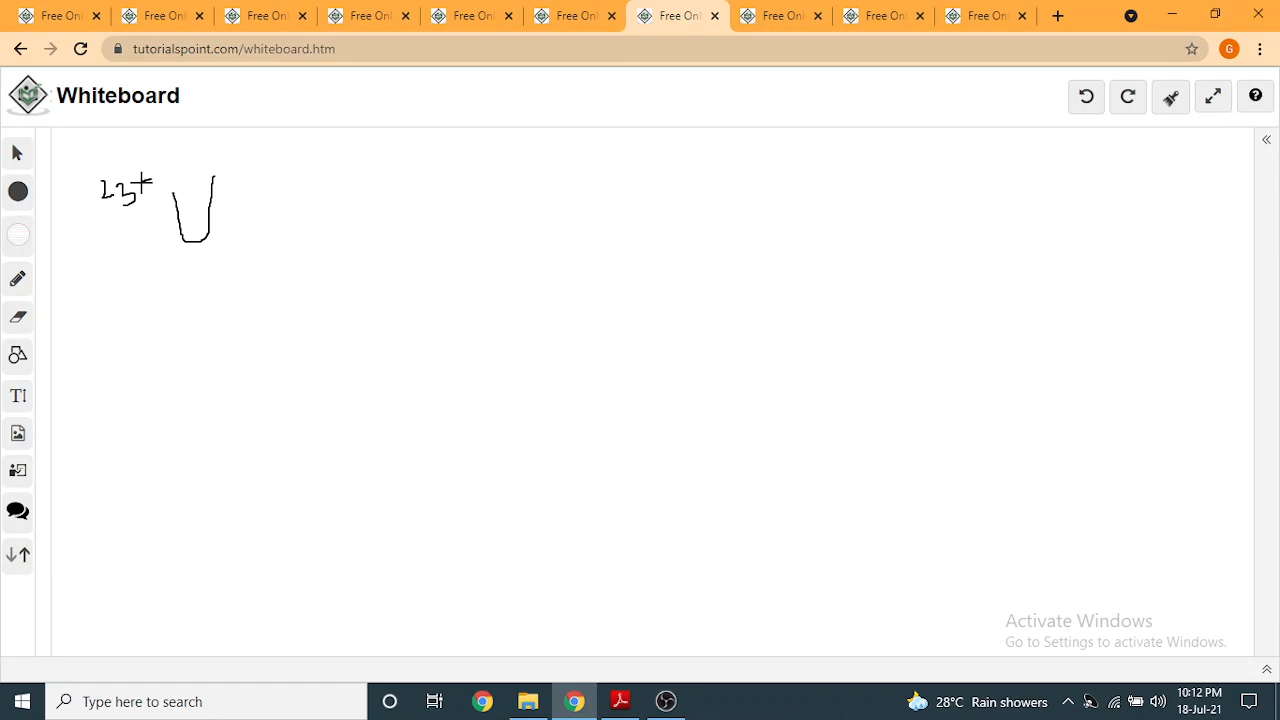 Free Onl
Free Onl
Free Onl
Free Onl
Free Onl
Free Onl
Free Onl
Free Onl
Free Onl
Free Onl
tutorialspoint.com/whiteboard.htm
G
Whiteboard
23+
T
Activate Windows
Go to Settings to activate Windows.
Type here to search
28°C Rain showers
10:12 PM
18-Jul-21